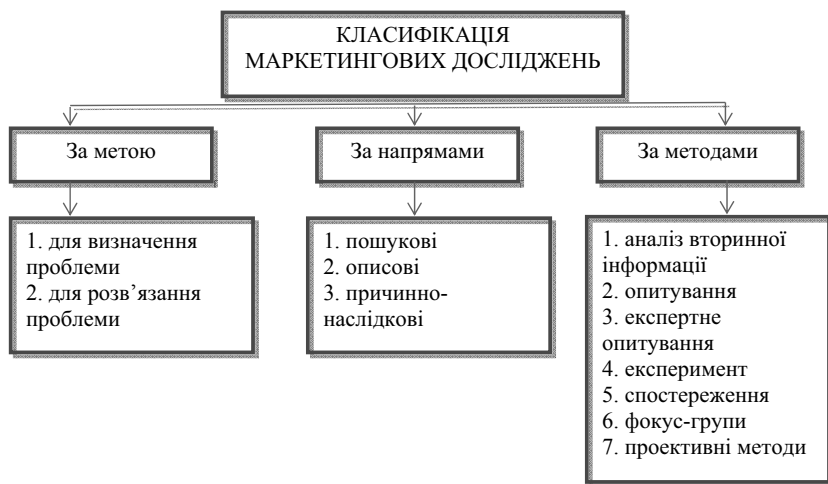 КЛАСИФІКАЦІЯ
МАРКЕТИНГОВИХ ДОСЛІДЖЕНЬ
За метою
За напрямами
За методами
1. для визначення
проблеми
2. для розв’язання
проблеми
1. пошукові
2. описові
3. причинно-
наслідкові
1. аналіз вторинної
інформації
2. опитування
3. експертне
опитування
4. експеримент
5. спостереження
6. фокус-групи
7. проективні методи